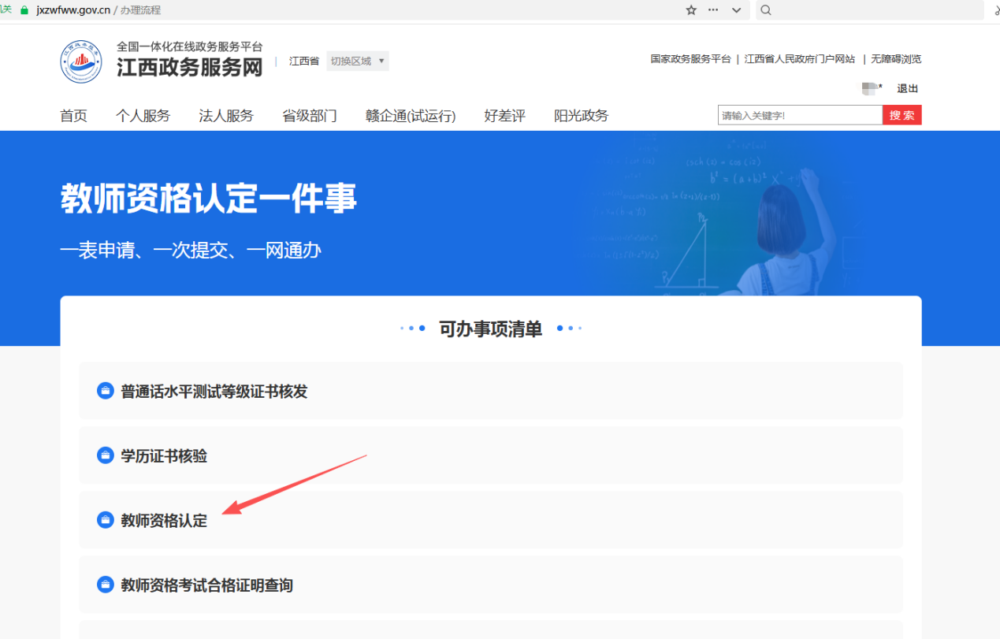 jxzwfww.gov.cn / 办理流程
全国一体化在线政务服务平台
江西政务服务网
江西省 切换区域
国家政务服务平台 | 江西省人民政府门户网站 | 无障碍浏览
* 退出
首页 个人服务 法人服务 省级部门 赣企通(试运行) 好差评 阳光政务
请输入关键字! 搜 索
教师资格认定一件事
一表申请、一次提交、一网通办
可办事项清单
普通话水平测试等级证书核发
学历证书核验
教师资格认定
教师资格考试合格证明查询